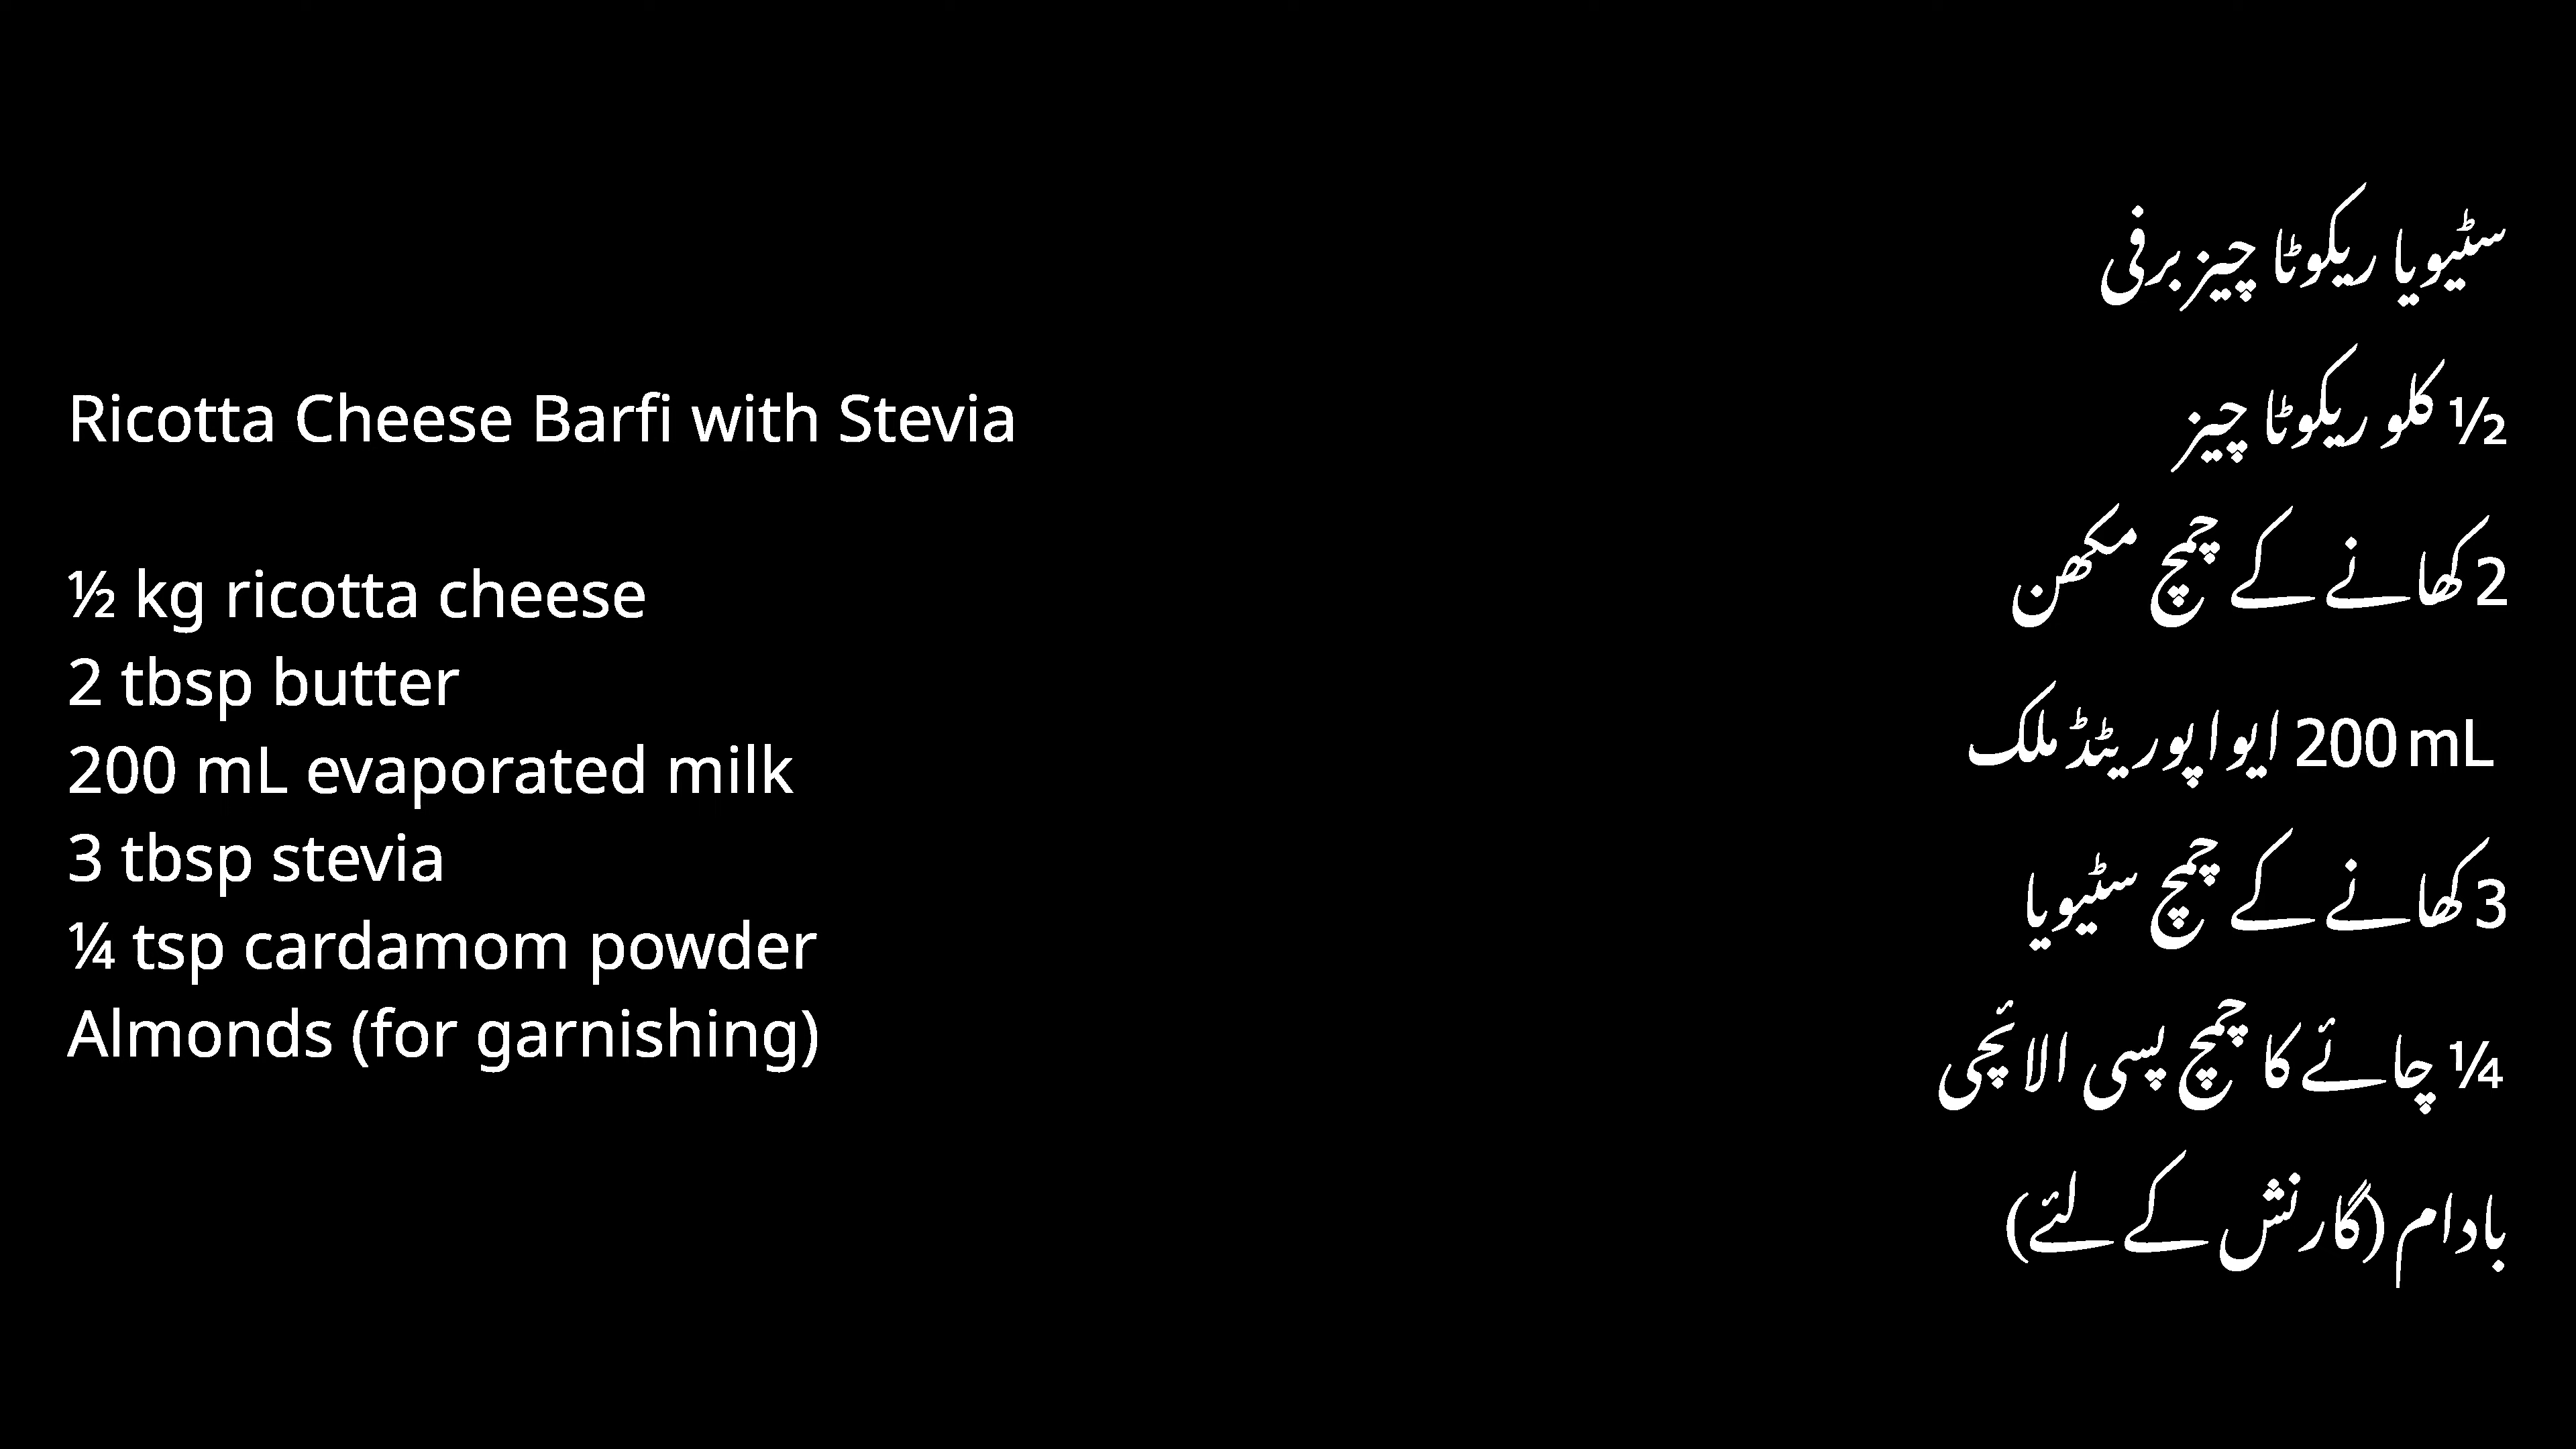 Ricotta Cheese Barfi with Stevia
½ kg ricotta cheese
2 tbsp butter
200 mL evaporated milk
3 tbsp stevia
¼ tsp cardamom powder
Almonds (for garnishing)
سٹیویا ریکوٹا چیز برفی
½ کلو ریکوٹا چیز
2 کھانے کے چمچ مکھن
200 mL ایواپوریٹڈ ملک
3 کھانے کے چمچ سٹیویا
¼ چائے کا چمچ پسی الائچی
بادام (گارنش کے لئے)